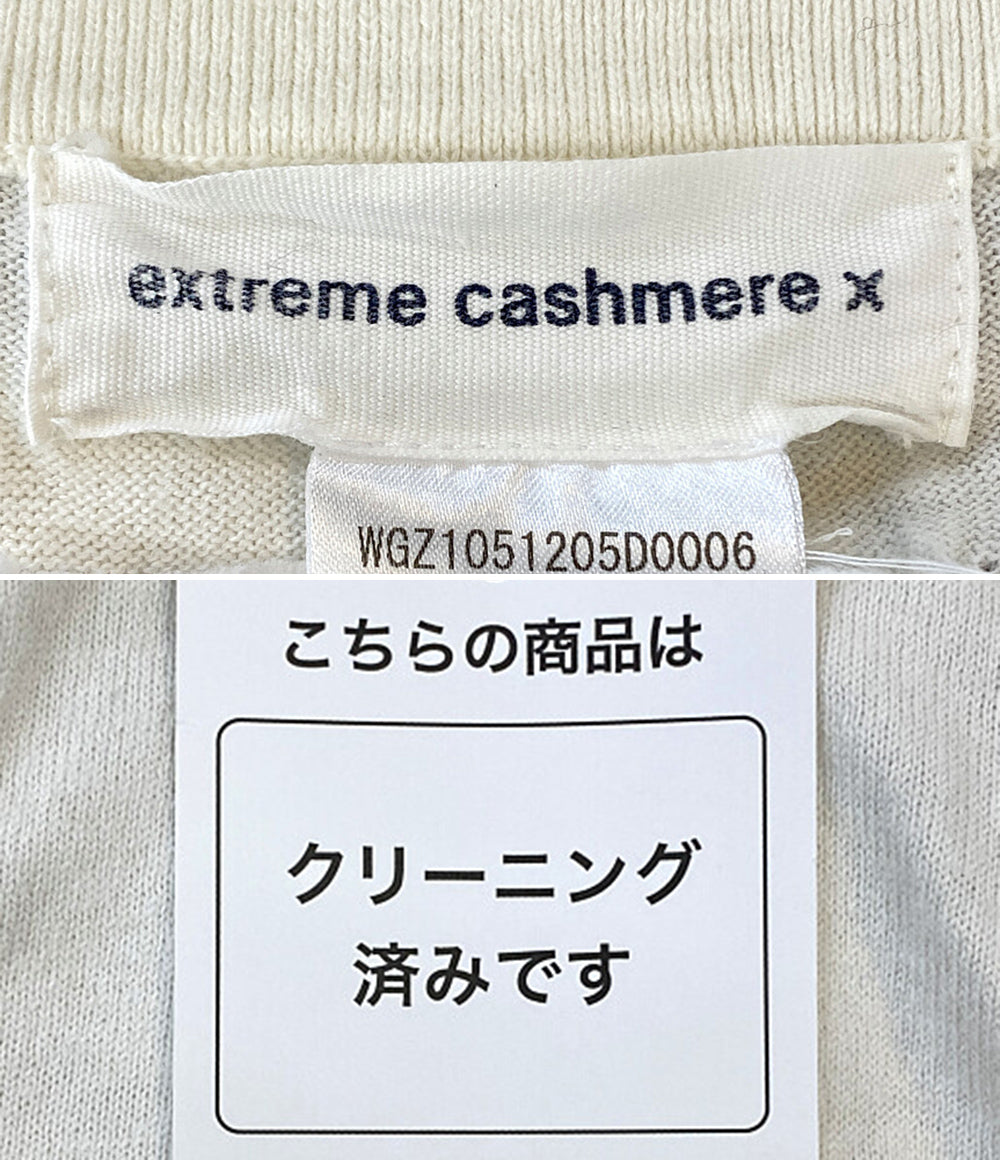 extreme cashmere x
WGZ1051205D0006
こちらの商品は
クリーニング
済みです